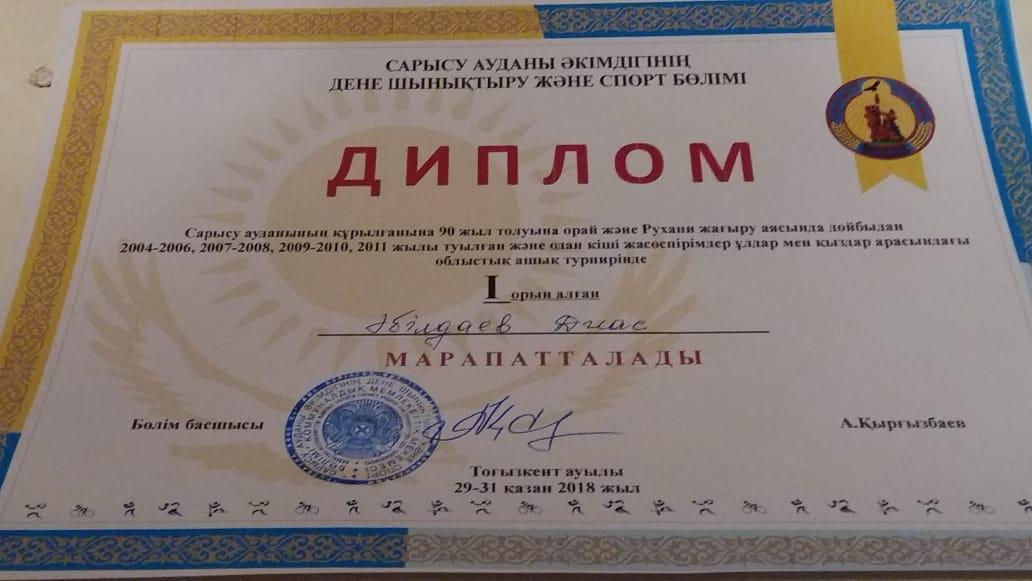 САРЫСУ АУДАНЫ ӘКІМДІГІНІҢ
ДЕНЕ ШЫНЫҚТЫРУ ЖӘНЕ СПОРТ БӨЛІМІ
ДИПЛОМ
Сарысу ауданының құрылғанына 90 жыл толуына орай және Рухани жағыру аясында дойбыдан
2004-2006, 2007-2008, 2009-2010, 2011 жылы туылған және одан кіші жасөспірімдер ұлдар мен қыздар арасындағы
облыстық ашық турнирінде
I орын алған
Әбілдаев
МАРАПАТТАЛАДЫ
Бөлім басшысы
А.Қырғызбаев
Тоғызкент ауылы
29-31 қазан 2018 жыл